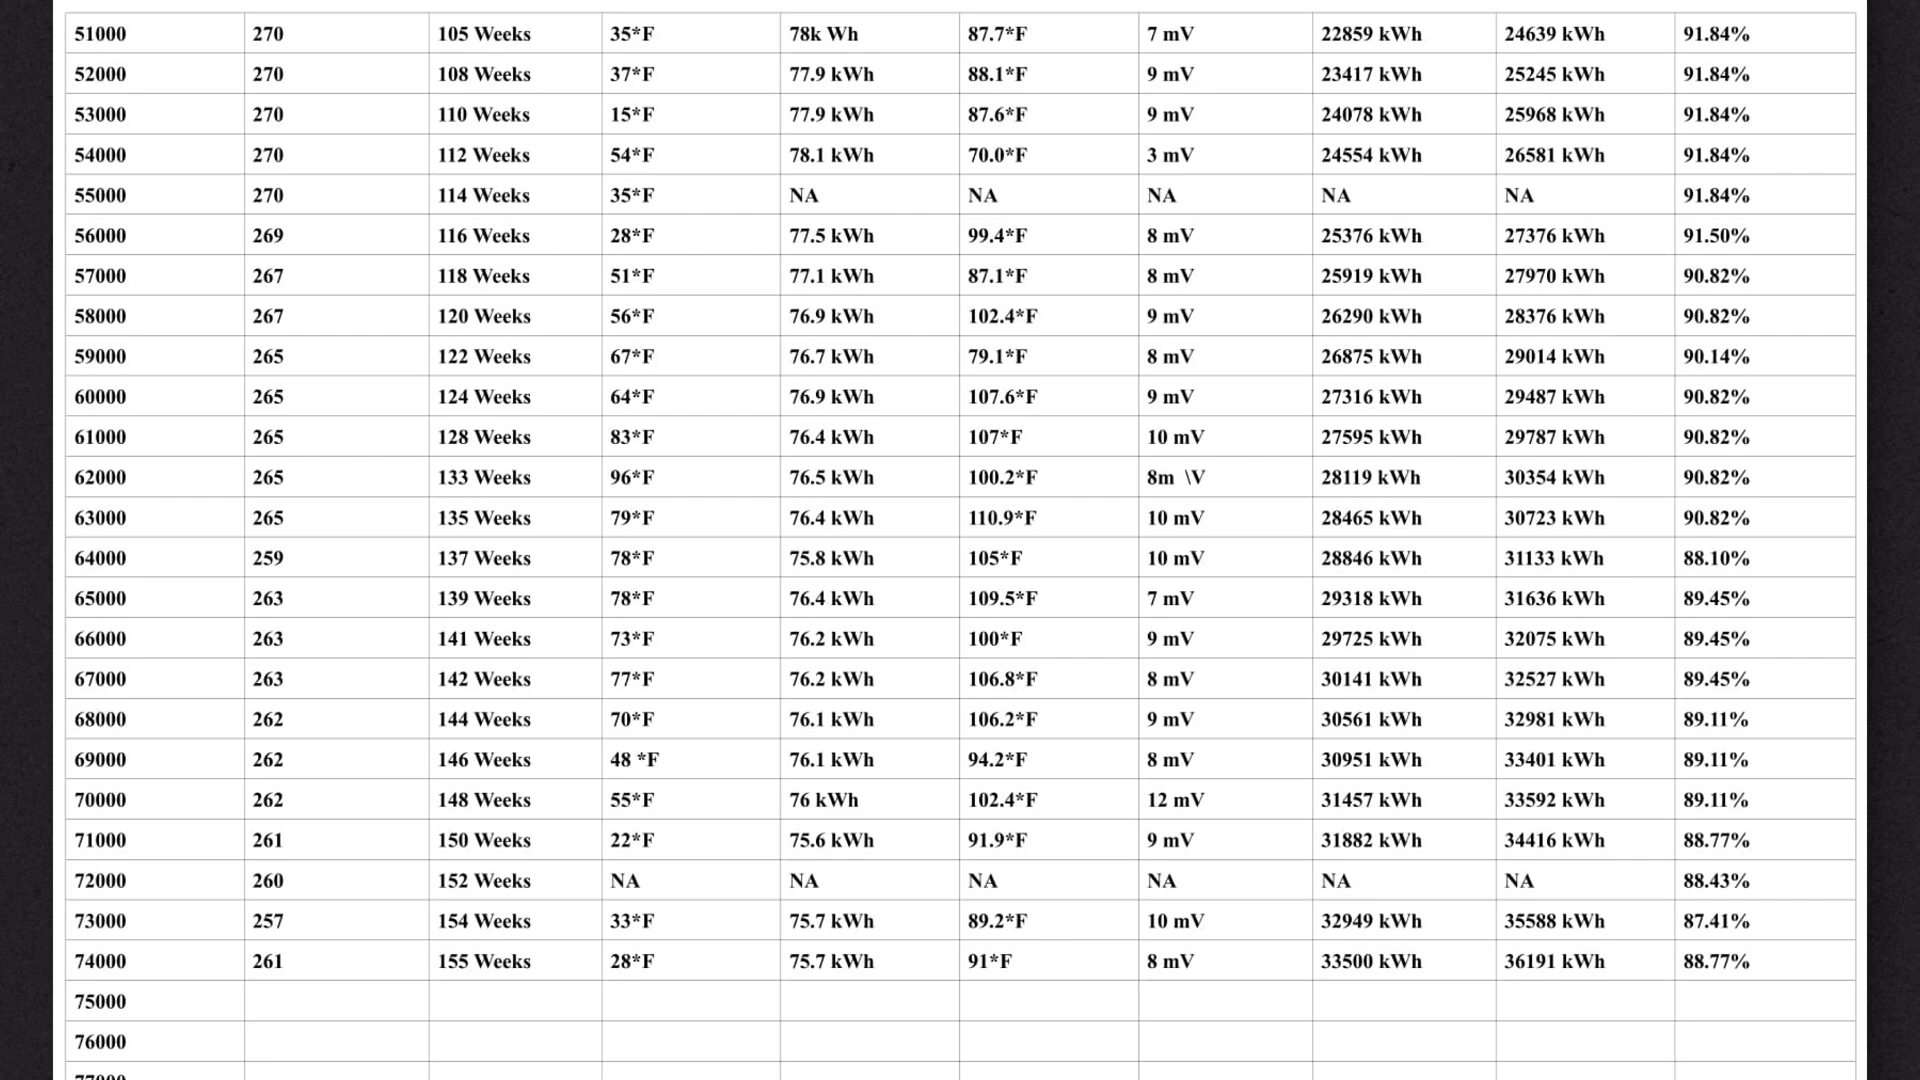 51000 270 105 Weeks 35*F 78k Wh 87.7*F 7 mV 22859 kWh 24639 kWh 91.84%
52000 270 108 Weeks 37*F 77.9 kWh 88.1*F 9 mV 23417 kWh 25245 kWh 91.84%
53000 270 110 Weeks 15*F 77.9 kWh 87.6*F 9 mV 24078 kWh 25968 kWh 91.84%
54000 270 112 Weeks 54*F 78.1 kWh 70.0*F 3 mV 24554 kWh 26581 kWh 91.84%
55000 270 114 Weeks 35*F NA NA NA NA NA 91.84%
56000 269 116 Weeks 28*F 77.5 kWh 99.4*F 8 mV 25376 kWh 27376 kWh 91.50%
57000 267 118 Weeks 51*F 77.1 kWh 87.1*F 8 mV 25919 kWh 27970 kWh 90.82%
58000 267 120 Weeks 56*F 76.9 kWh 102.4*F 9 mV 26290 kWh 28376 kWh 90.82%
59000 265 122 Weeks 67*F 76.7 kWh 79.1*F 8 mV 26875 kWh 29014 kWh 90.14%
60000 265 124 Weeks 64*F 76.9 kWh 107.6*F 9 mV 27316 kWh 29487 kWh 90.82%
61000 265 128 Weeks 83*F 76.4 kWh 107*F 10 mV 27595 kWh 29787 kWh 90.82%
62000 265 133 Weeks 96*F 76.5 kWh 100.2*F 8m \V 28119 kWh 30354 kWh 90.82%
63000 265 135 Weeks 79*F 76.4 kWh 110.9*F 10 mV 28465 kWh 30723 kWh 90.82%
64000 259 137 Weeks 78*F 75.8 kWh 105*F 10 mV 28846 kWh 31133 kWh 88.10%
65000 263 139 Weeks 78*F 76.4 kWh 109.5*F 7 mV 29318 kWh 31636 kWh 89.45%
66000 263 141 Weeks 73*F 76.2 kWh 100*F 9 mV 29725 kWh 32075 kWh 89.45%
67000 263 142 Weeks 77*F 76.2 kWh 106.8*F 8 mV 30141 kWh 32527 kWh 89.45%
68000 262 144 Weeks 70*F 76.1 kWh 106.2*F 9 mV 30561 kWh 32981 kWh 89.11%
69000 262 146 Weeks 48 *F 76.1 kWh 94.2*F 8 mV 30951 kWh 33401 kWh 89.11%
70000 262 148 Weeks 55*F 76 kWh 102.4*F 12 mV 31457 kWh 33592 kWh 89.11%
71000 261 150 Weeks 22*F 75.6 kWh 91.9*F 9 mV 31882 kWh 34416 kWh 88.77%
72000 260 152 Weeks NA NA NA NA NA NA 88.43%
73000 257 154 Weeks 33*F 75.7 kWh 89.2*F 10 mV 32949 kWh 35588 kWh 87.41%
74000 261 155 Weeks 28*F 75.7 kWh 91*F 8 mV 33500 kWh 36191 kWh 88.77%
75000
76000